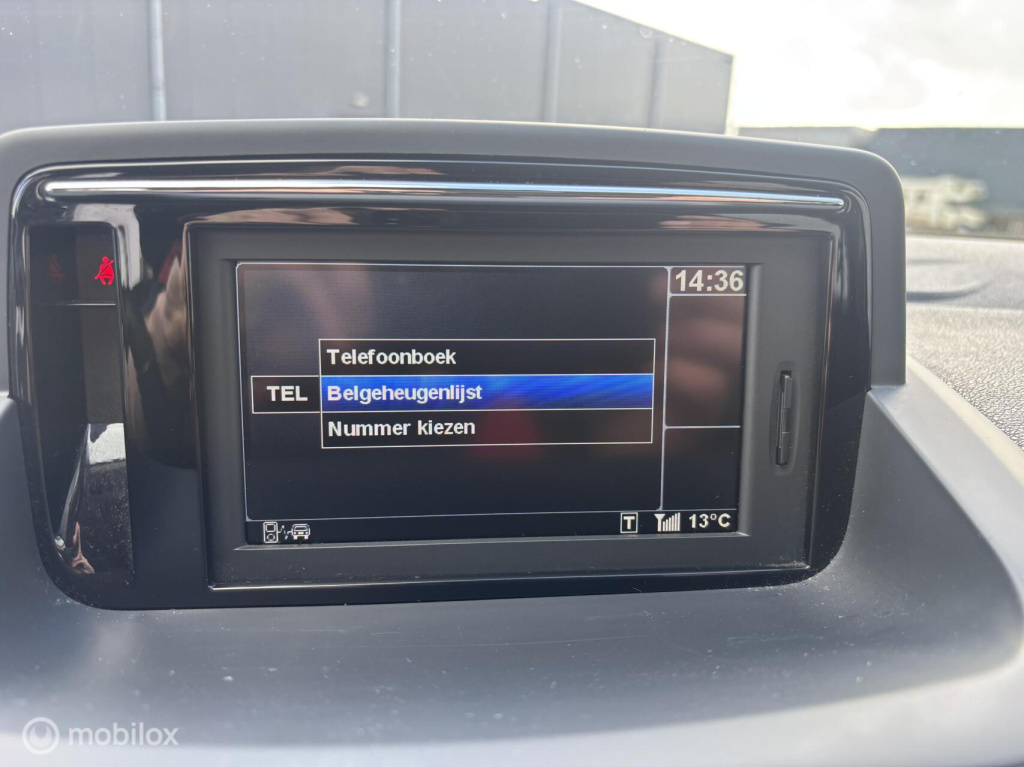 14:36
Telefoonboek
TEL
Belgeheugenlijst
Nummer kiezen
T
13°C
mobilox